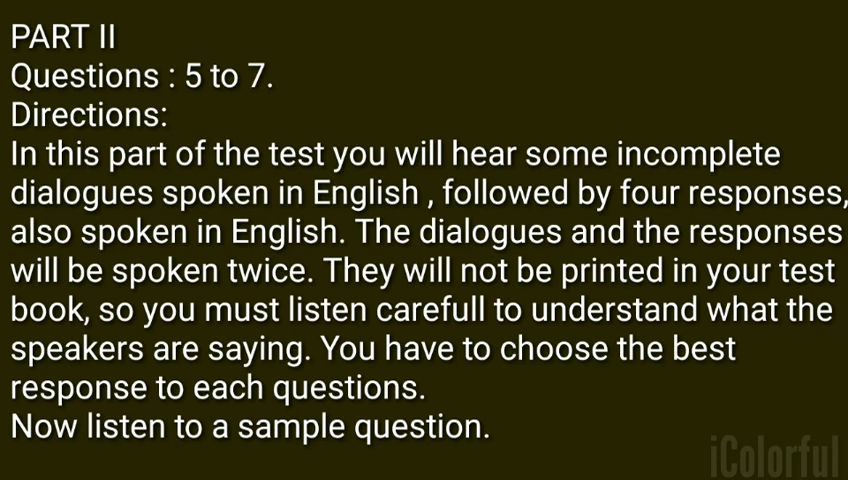 PART II
Questions : 5 to 7.
Directions:
In this part of the test you will hear some incomplete
dialogues spoken in English , followed by four responses,
also spoken in English. The dialogues and the responses
will be spoken twice. They will not be printed in your test
book, so you must listen carefull to understand what the
speakers are saying. You have to choose the best
response to each questions.
Now listen to a sample question.
iColorful